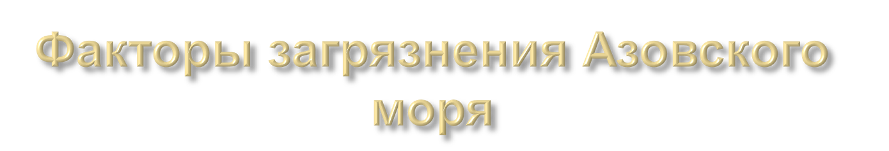 Факторы загрязнения Азовского
моря